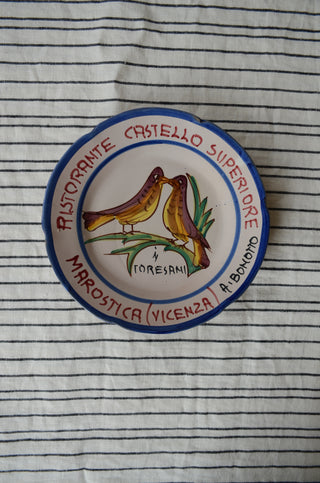 RISTORANTE CASTELLO SUPERIORE
I
TORESANI
MAROSTICA (VICENZA) A. BONOMO